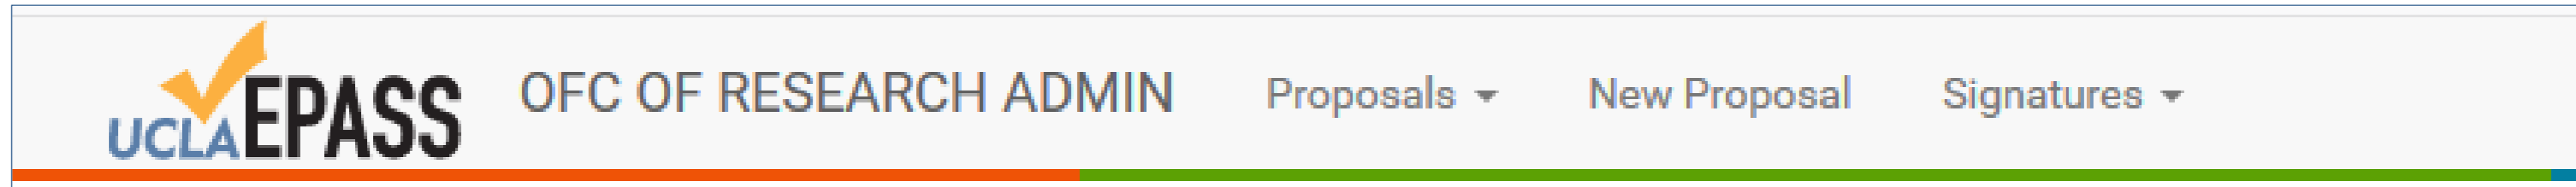 UCLA EPASS OFC OF RESEARCH ADMIN Proposals New Proposal Signatures